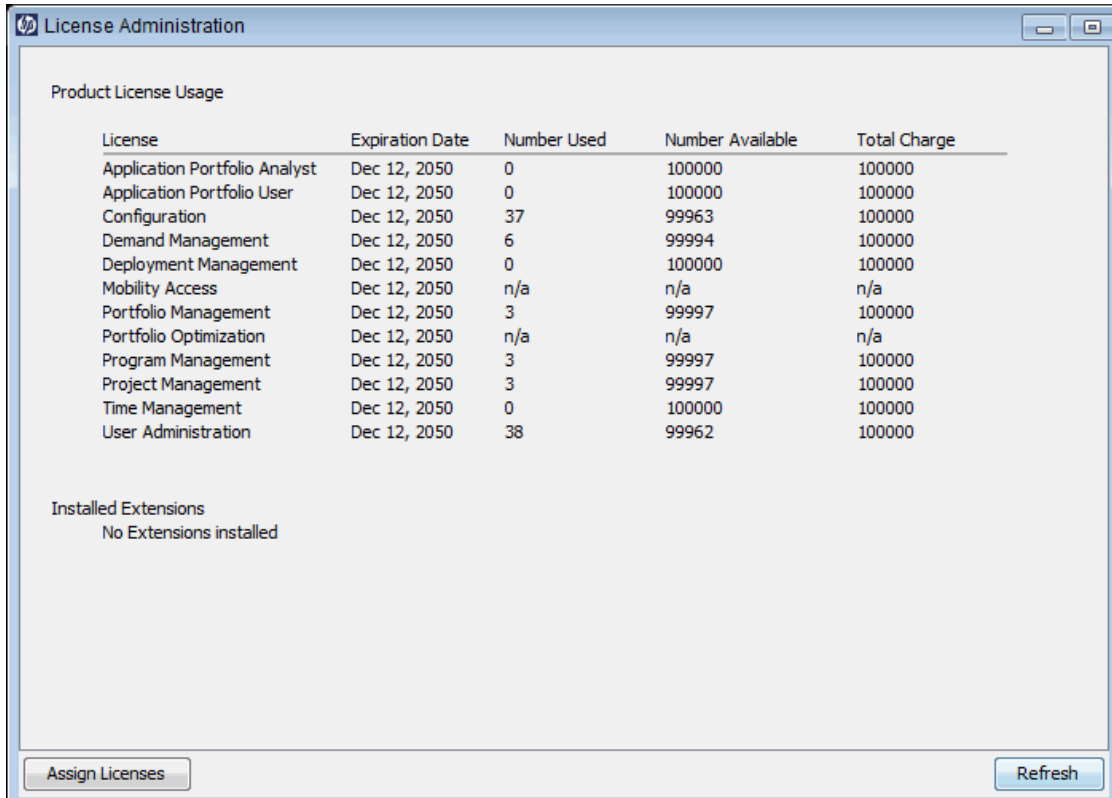 hp License Administration
Product License Usage
License Expiration Date Number Used Number Available Total Charge
Application Portfolio Analyst Dec 12, 2050 0 100000 100000
Application Portfolio User Dec 12, 2050 0 100000 100000
Configuration Dec 12, 2050 37 99963 100000
Demand Management Dec 12, 2050 6 99994 100000
Deployment Management Dec 12, 2050 0 100000 100000
Mobility Access Dec 12, 2050 n/a n/a n/a
Portfolio Management Dec 12, 2050 3 99997 100000
Portfolio Optimization Dec 12, 2050 n/a n/a n/a
Program Management Dec 12, 2050 3 99997 100000
Project Management Dec 12, 2050 3 99997 100000
Time Management Dec 12, 2050 0 100000 100000
User Administration Dec 12, 2050 38 99962 100000
Installed Extensions
No Extensions installed
Assign Licenses Refresh